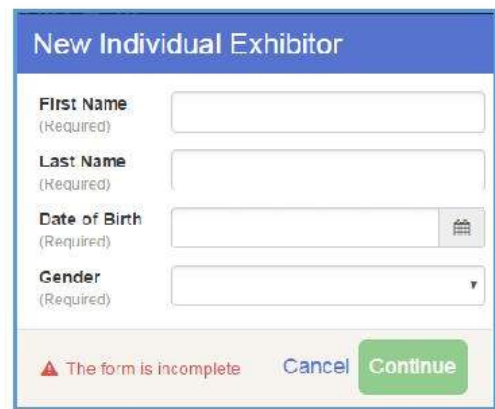 New Individual Exhibitor
First Name
(Required)
Last Name
(Required)
Date of Birth
(Required)
Gender
(Required)
The form is incomplete Cancel Continue